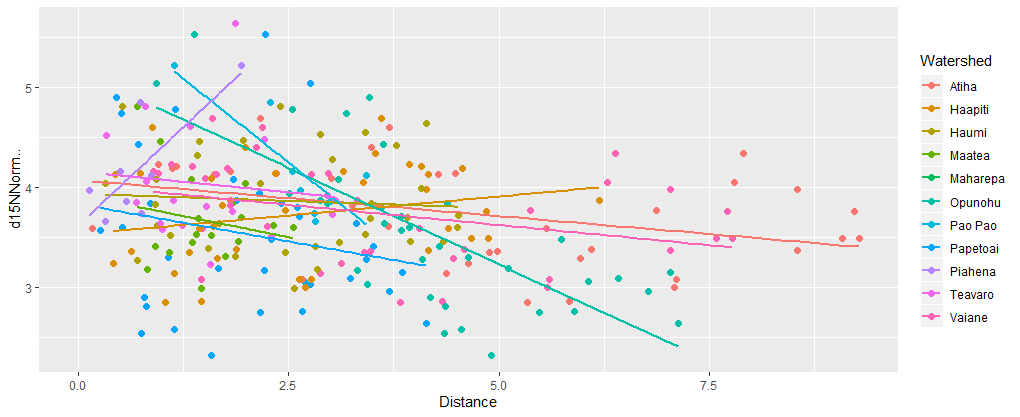 d15NNorm..
5
4
3
0.0 2.5 5.0 7.5
Distance
Watershed
Atiha
Haapiti
Haumi
Maatea
Maharepa
Opunohu
Pao Pao
Papetoai
Piahena
Teavaro
Vaiane